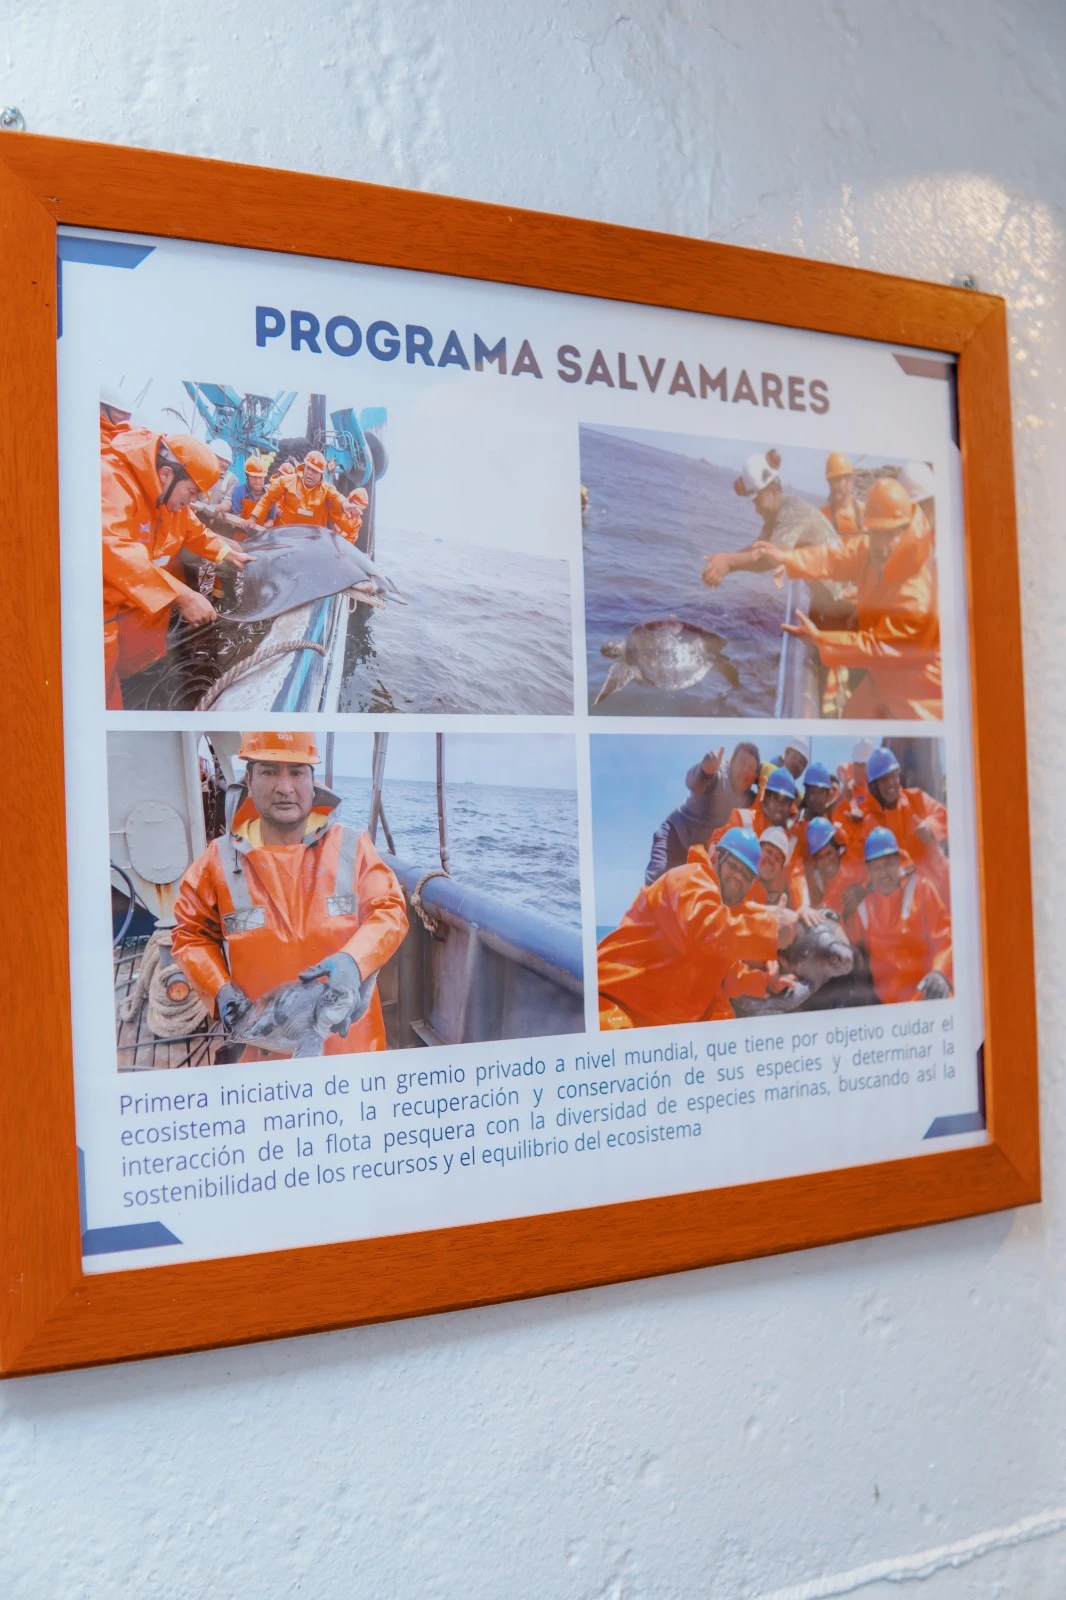 PROGRAMA SALVAMARES
TASA
Primera iniciativa de un gremio privado a nivel mundial, que tiene por objetivo cuidar el
ecosistema marino, la recuperación y conservación de sus especies y determinar la
interacción de la flota pesquera con la diversidad de especies marinas, buscando así la
sostenibilidad de los recursos y el equilibrio del ecosistema